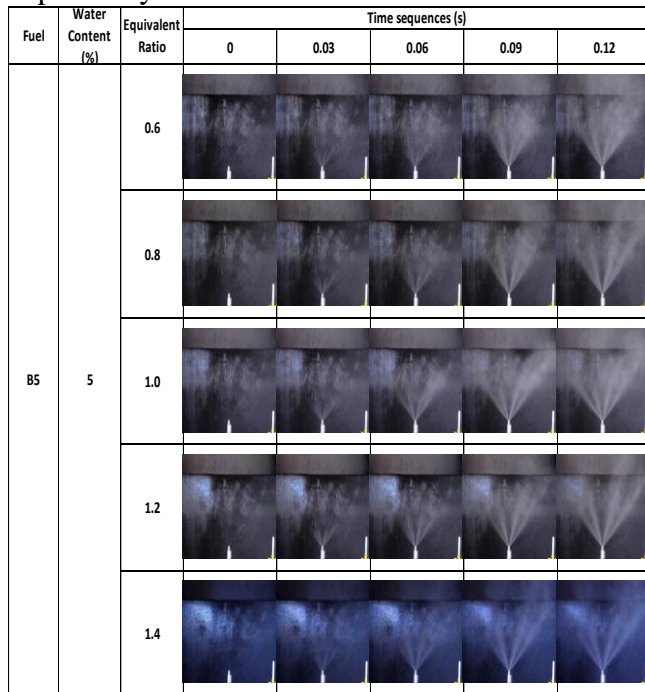 Fuel
Water
Content
(%)
Equivalent
Ratio
Time sequences (s)
0 0.03 0.06 0.09 0.12
B5
5
0.6
0.8
1.0
1.2
1.4